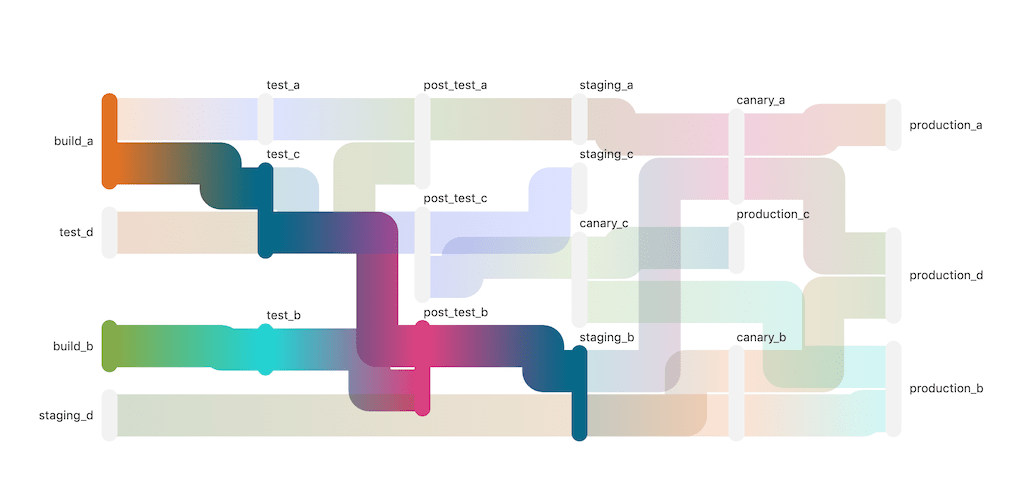 test_a
post_test_a
staging_a
canary_a
production_a
build_a
test_c
staging_c
post_test_c
production_c
canary_c
test_d
production_d
test_b
post_test_b
staging_b
canary_b
build_b
production_b
staging_d